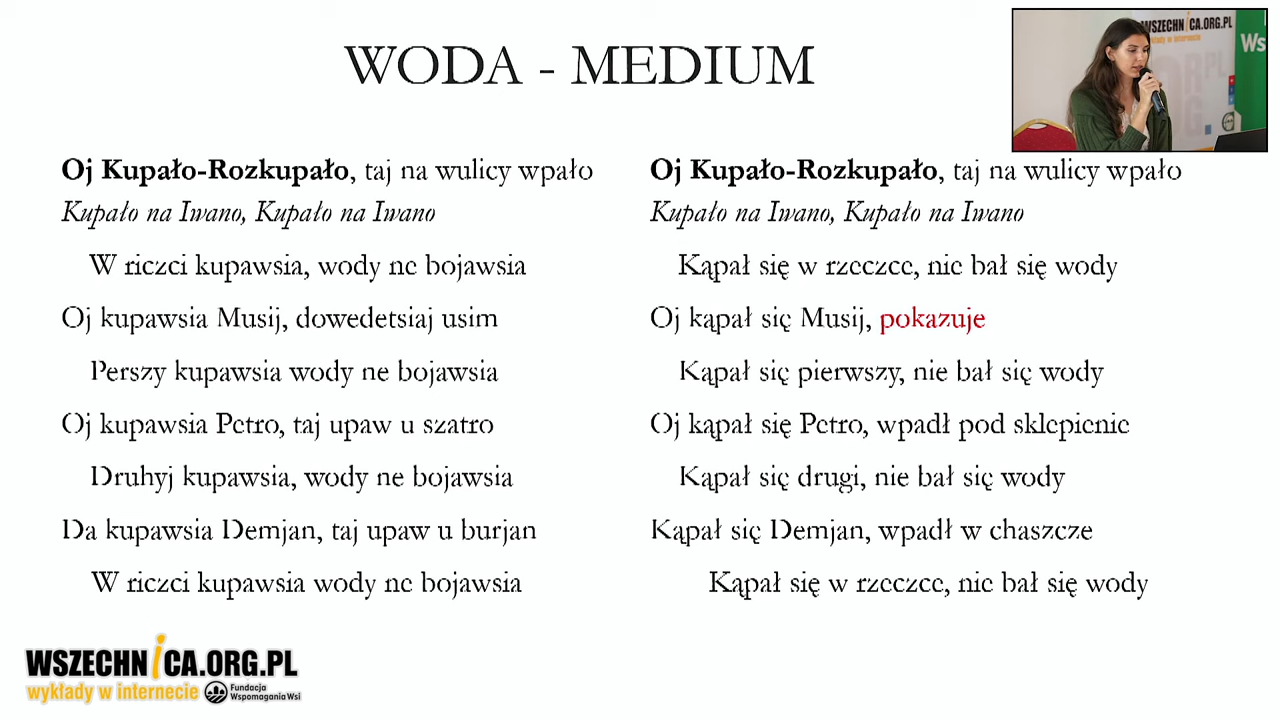 WODA - MEDIUM
Oj Kupało-Rozkupało, taj na wulicy wpało
Kupało na Iwano, Kupało na Iwano
W riczci kupawsia, wody ne bojawsia
Oj kupawsia Musij, dowedetsiaj usim
Perszy kupawsia wody ne bojawsia
Oj kupawsia Petro, taj upaw u szatro
Druhyj kupawsia, wody ne bojawsia
Da kupawsia Demjan, taj upaw u burjan
W riczci kupawsia wody ne bojawsia
Oj Kupało-Rozkupało, taj na wulicy wpało
Kupało na Iwano, Kupało na Iwano
Kąpał się w rzeczce, nie bał się wody
Oj kąpał się Musij, pokazuje
Kąpał się pierwszy, nie bał się wody
Oj kąpał się Petro, wpadł pod sklepienie
Kąpał się drugi, nie bał się wody
Kąpał się Demjan, wpadł w chaszcze
Kąpał się w rzeczce, nie bał się wody
WSZECHNICA.ORG.PL
wykłady w internecie
Ws
WSZECHNICA.ORG.PL
wykłady w internecie
Fundacja
Wspomagania Wsi